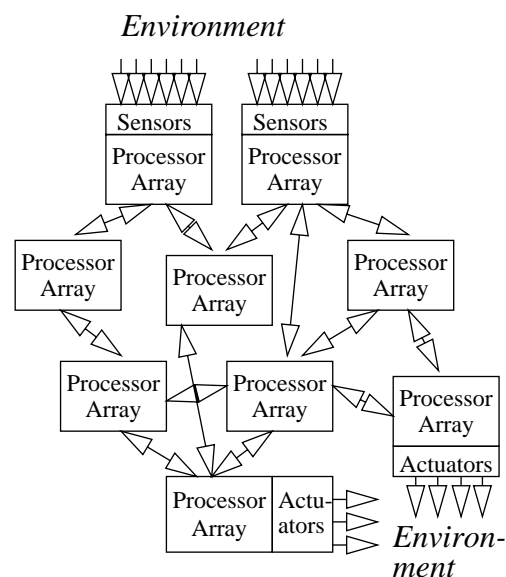 Environment
Sensors
Sensors
Processor
Array
Processor
Array
Processor
Array
Processor
Array
Processor
Array
Processor
Array
Processor
Array
Processor
Array
Actuators
Processor
Array
Actu-
ators
Environ-
ment